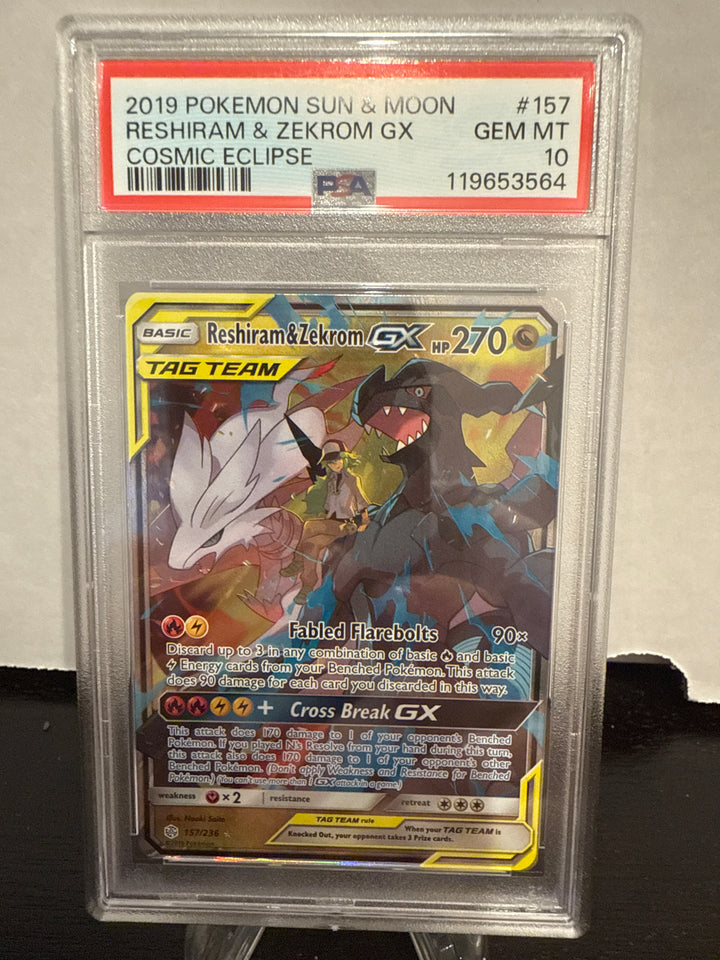 2019 POKEMON SUN & MOON #157
RESHIRAM & ZEKROM GX GEM MT
COSMIC ECLIPSE 10
PSA 119653564
BASIC Reshiram&Zekrom GX HP270
TAG TEAM
Fabled Flarebolts 90×
Discard up to 3 in any combination of basic and basic
Energy cards from your Benched Pokémon. This attack
does 90 damage for each card you discarded in this way.
+ Cross Break GX
This attack does 170 damage to 1 of your opponent's Benched
Pokémon. If you played N's Resolve from your hand during this turn,
this attack also does 170 damage to 1 of your opponent's other
Benched Pokémon. (Don't apply Weakness and Resistance for Benched
Pokémon.) (You can't use more than 1 GX attack in a game.)
weakness ×2 resistance retreat
Illus. Naoki Saito
TAG TEAM rule
When your TAG TEAM is
157/236
Knocked Out, your opponent takes 3 Prize cards.